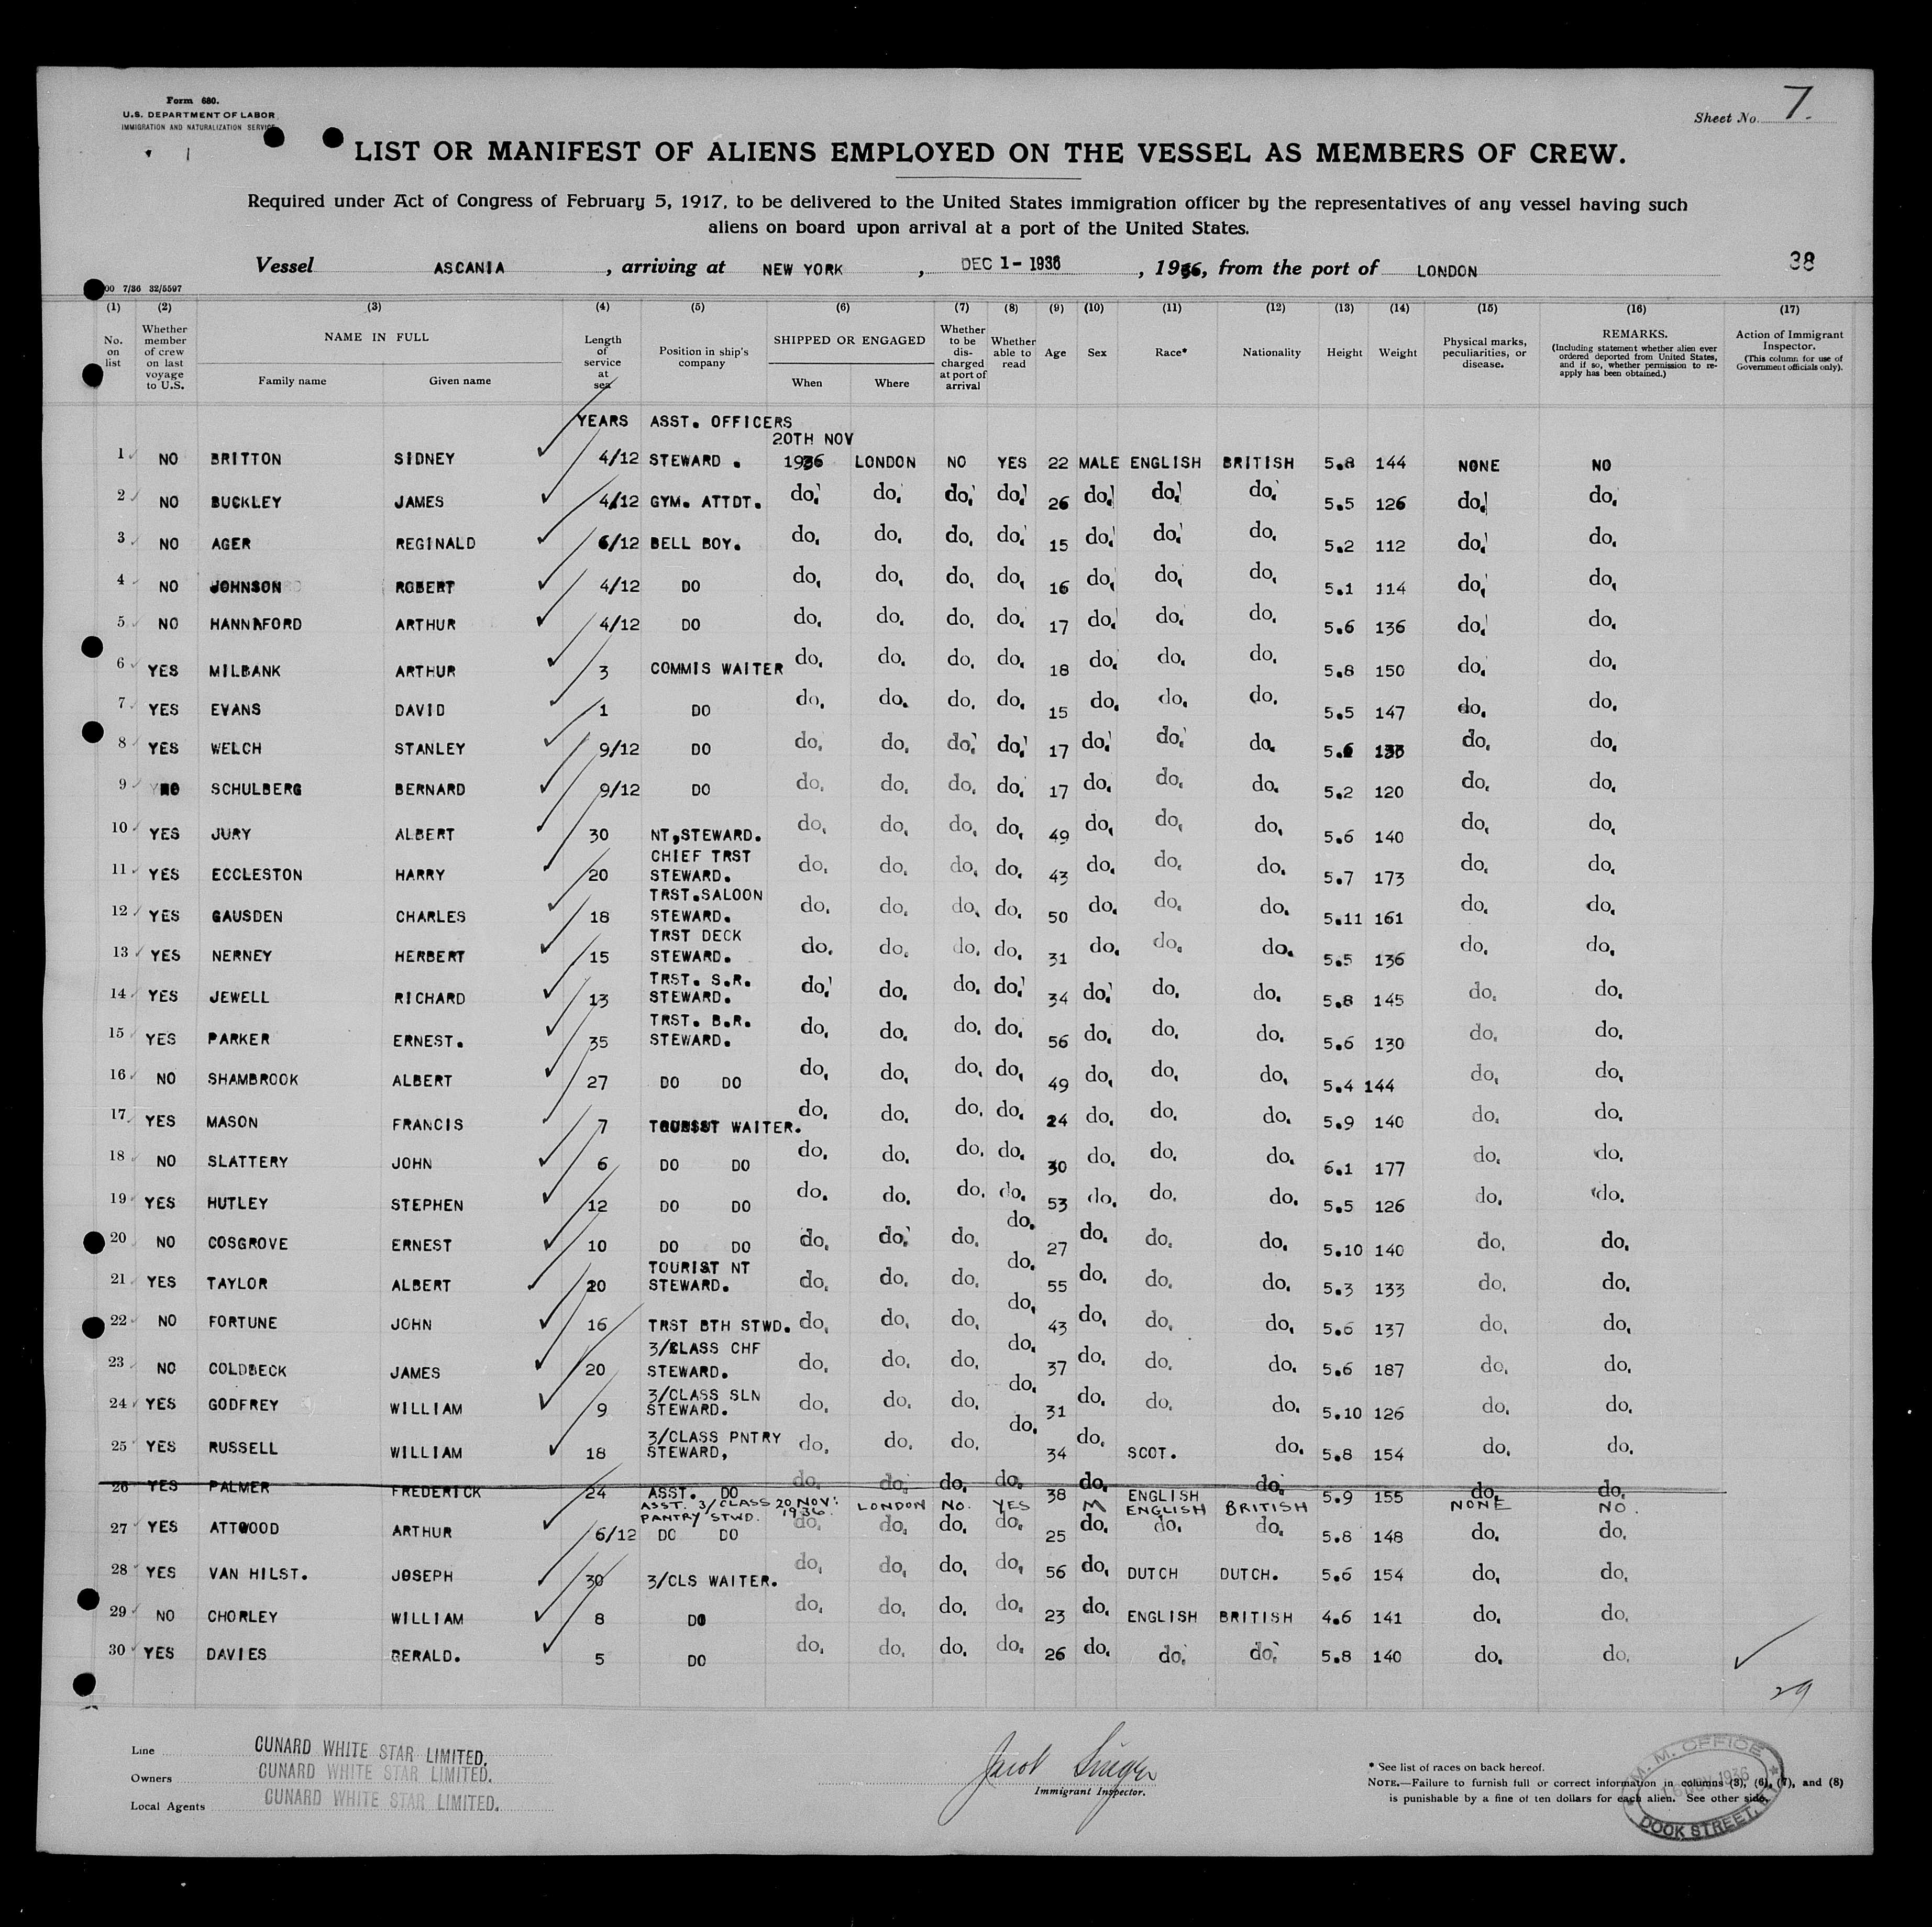 Form 680.
U.S. DEPARTMENT OF LABOR
IMMIGRATION AND NATURALIZATION SERVICE
Sheet No. 7.
LIST OR MANIFEST OF ALIENS EMPLOYED ON THE VESSEL AS MEMBERS OF CREW.
Required under Act of Congress of February 5, 1917, to be delivered to the United States immigration officer by the representatives of any vessel having such
aliens on board upon arrival at a port of the United States.
Vessel ASCANIA, arriving at NEW YORK, DEC 1 - 1936, 1936, from the port of LONDON 38
00 7/36 32/5597
(1) (2) (3) (4) (5) (6) (7) (8) (9) (10) (11) (12) (13) (14) (15) (16) (17)
No. on list
Whether member of crew on last voyage to U.S.
NAME IN FULL
Family name Given name
Length of service at sea
Position in ship's company
SHIPPED OR ENGAGED
When Where
Whether to be discharged at port of arrival
Whether able to read
Age
Sex
Race*
Nationality
Height
Weight
Physical marks, peculiarities, or disease.
REMARKS.
(Including statement whether alien ever ordered deported from United States, and if so, whether permission to reapply has been obtained.)
Action of Immigrant Inspector.
(This column for use of Government officials only).
YEARS ASST. OFFICERS
20TH NOV
1 NO BRITTON SIDNEY 4/12 STEWARD . 1936 LONDON NO YES 22 MALE ENGLISH BRITISH 5.8 144 NONE NO
2 NO BUCKLEY JAMES 4/12 GYM. ATTDT. do. do. do. do. 26 do. do. do. 5.5 126 do. do.
3 NO AGER REGINALD 6/12 BELL BOY. do. do. do. do. 15 do. do. do. 5.2 112 do. do.
4 NO JOHNSON ROBERT 4/12 DO do. do. do. do. 16 do. do. do. 5.1 114 do. do.
5 NO HANNAFORD ARTHUR 4/12 DO do. do. do. do. 17 do. do. do. 5.6 136 do. do.
6 YES MILBANK ARTHUR 3 COMMIS WAITER do. do. do. do. 18 do. do. do. 5.8 150 do. do.
7 YES EVANS DAVID 1 DO do. do. do. do. 15 do. do. do. 5.5 147 do. do.
8 YES WELCH STANLEY 9/12 DO do. do. do. do. 17 do. do. do. 5.6 do. do.
9 NO SCHULBERG BERNARD 9/12 DO do. do. do. do. 17 do. do. do. 5.2 120 do. do.
10 YES JURY ALBERT 30 NT,STEWARD. do. do. do. do. 49 do. do. do. 5.6 140 do. do.
CHIEF TRST
11 YES ECCLESTON HARRY 20 STEWARD. do. do. do. do. 43 do. do. do. 5.7 173 do. do.
TRST.SALOON
12 YES GAUSDEN CHARLES 18 STEWARD. do. do. do. do. 50 do. do. do. 5.11 161 do. do.
TRST DECK
13 YES NERNEY HERBERT 15 STEWARD. do. do. do. do. 31 do. do. do. 5.5 136 do. do.
TRST. S.R.
14 YES JEWELL RICHARD 13 STEWARD. do. do. do. do. 34 do. do. do. 5.8 145 do. do.
TRST. B.R.
15 YES PARKER ERNEST. 35 STEWARD. do. do. do. do. 56 do. do. do. 5.6 130 do. do.
16 NO SHAMBROOK ALBERT 27 DO DO do. do. do. do. 49 do. do. do. 5.4 144 do. do.
17 YES MASON FRANCIS 7 WAITER. do. do. do. do. 24 do. do. do. 5.9 140 do. do.
18 NO SLATTERY JOHN 6 DO DO do. do. do. do. 30 do. do. do. 6.1 177 do. do.
19 YES HUTLEY STEPHEN 12 DO DO do. do. do. do. 53 do. do. do. 5.5 126 do. do.
20 NO COSGROVE ERNEST 10 DO DO do. do. do. do. 27 do. do. do. 5.10 140 do. do.
TOURIST NT
21 YES TAYLOR ALBERT 20 STEWARD. do. do. do. do. 55 do. do. do. 5.3 133 do. do.
22 NO FORTUNE JOHN 16 TRST BTH STWD. do. do. do. do. 43 do. do. do. 5.6 137 do. do.
3/CLASS CHF
23 NO COLDBECK JAMES 20 STEWARD. do. do. do. do. 37 do. do. do. 5.6 187 do. do.
3/CLASS SLN
24 YES GODFREY WILLIAM 9 STEWARD. do. do. do. do. 31 do. do. do. 5.10 126 do. do.
3/CLASS PNTRY
25 YES RUSSELL WILLIAM 18 STEWARD, do. do. do. do. 34 do. SCOT. do. 5.8 154 do. do.
26 YES PALMER FREDERICK 24 ASST. DO do. do. do. do. 38 do. ENGLISH do. 5.9 155 do. do.
ASST. 3/CLASS PANTRY STWD. 20 NOV: 1936. LONDON NO. YES M ENGLISH BRITISH NONE NO.
27 YES ATTWOOD ARTHUR 6/12 DO DO do. do. do. do. 25 do. do. do. 5.8 148 do. do.
28 YES VAN HILST. JOSEPH 30 3/CLS WAITER. do. do. do. do. 56 do. DUTCH DUTCH. 5.6 154 do. do.
29 NO CHORLEY WILLIAM 8 DO do. do. do. do. 23 do. ENGLISH BRITISH 4.6 141 do. do.
30 YES DAVIES GERALD. 5 DO do. do. do. do. 26 do. do. do. 5.8 140 do. do.
29
Line CUNARD WHITE STAR LIMITED.
Owners CUNARD WHITE STAR LIMITED.
Local Agents CUNARD WHITE STAR LIMITED.
Jacob Singer
Immigrant Inspector.
* See list of races on back hereof.
NOTE.—Failure to furnish full or correct information in columns (3), (6), (7), and (8)
is punishable by a fine of ten dollars for each alien. See other side.
M. M. OFFICE
NOV 1936
DOCK STREET, E.1